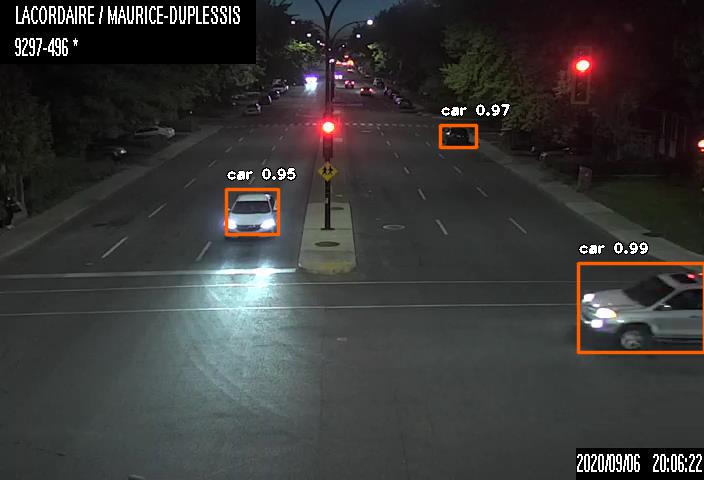 LACORDAIRE / MAURICE-DUPLESSIS
9297-496 *
car 0.97
car 0.95
car 0.99
2020/09/06 20:06:22